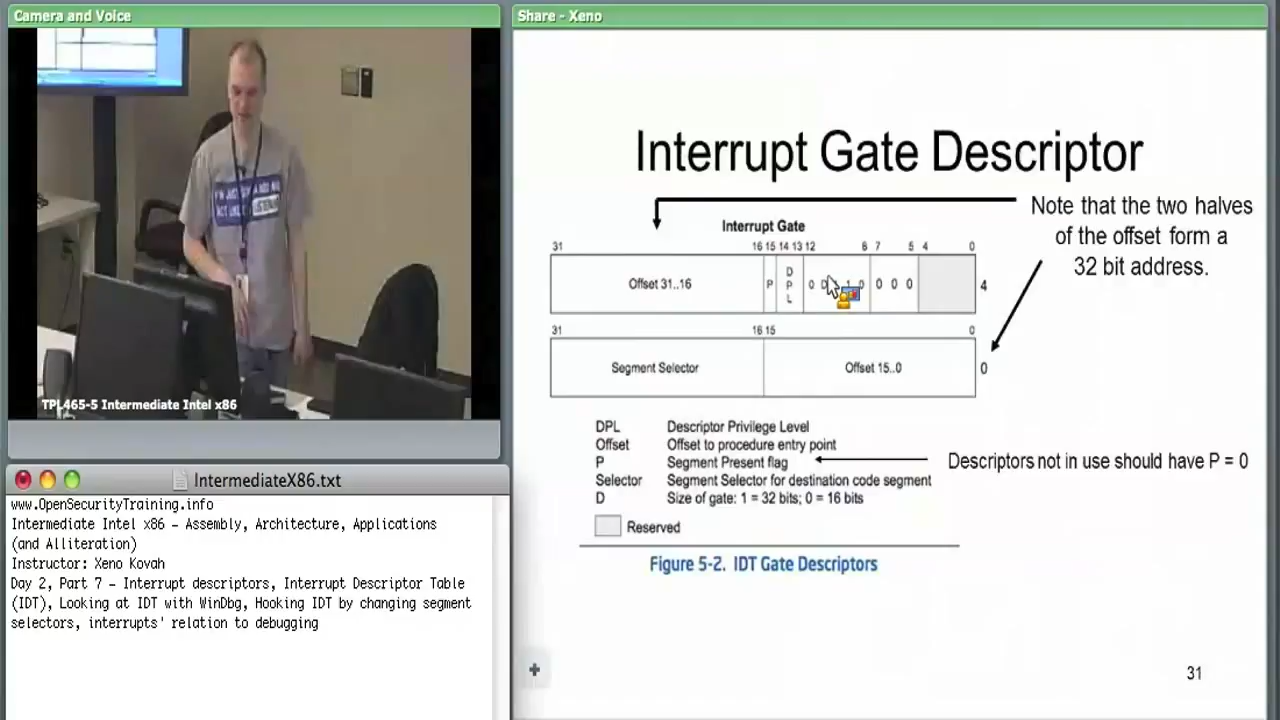 Camera and Voice
TPL465-5 Intermediate Intel x86
IntermediateX86.txt
www.OpenSecurityTraining.info
Intermediate Intel x86 – Assembly, Architecture, Applications
(and Alliteration)
Instructor: Xeno Kovah
Day 2, Part 7 – Interrupt descriptors, Interrupt Descriptor Table
(IDT), Looking at IDT with WinDbg, Hooking IDT by changing segment
selectors, interrupts' relation to debugging
Share - Xeno
Interrupt Gate Descriptor
Note that the two halves
of the offset form a
32 bit address.
Interrupt Gate
31 16 15 14 13 12 8 7 5 4 0
Offset 31..16 P DPL 0 D 1 0 0 0 0 4
31 16 15 0
Segment Selector Offset 15..0 0
DPL Descriptor Privilege Level
Offset Offset to procedure entry point
P Segment Present flag
Descriptors not in use should have P = 0
Selector Segment Selector for destination code segment
D Size of gate: 1 = 32 bits; 0 = 16 bits
Reserved
Figure 5-2. IDT Gate Descriptors
31